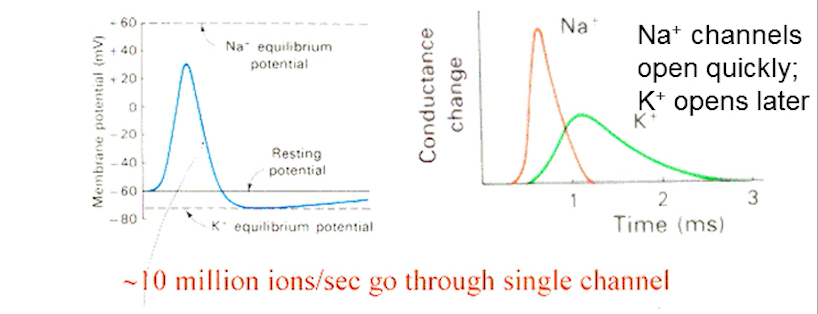 +60
+40
+20
0
-20
-40
-60
-80
Membrane potential (mV)
Na⁺ equilibrium
potential
Resting
potential
K⁺ equilibrium potential
Conductance
change
Na⁺
K⁺
1
2
3
Time (ms)
Na⁺ channels
open quickly;
K⁺ opens later
~10 million ions/sec go through single channel